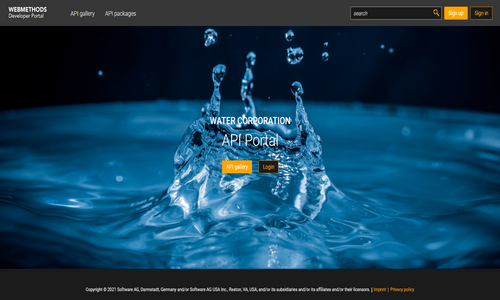 WEBMETHODS
Developer Portal
API gallery
API packages
search
Sign up
Sign in
WATER CORPORATION
API Portal
API gallery
Login
Copyright © 2021 Software AG, Darmstadt, Germany and/or Software AG USA Inc., Reston, VA, USA, and/or its subsidiaries and/or its affiliates and/or their licensors. | Imprint | Privacy policy